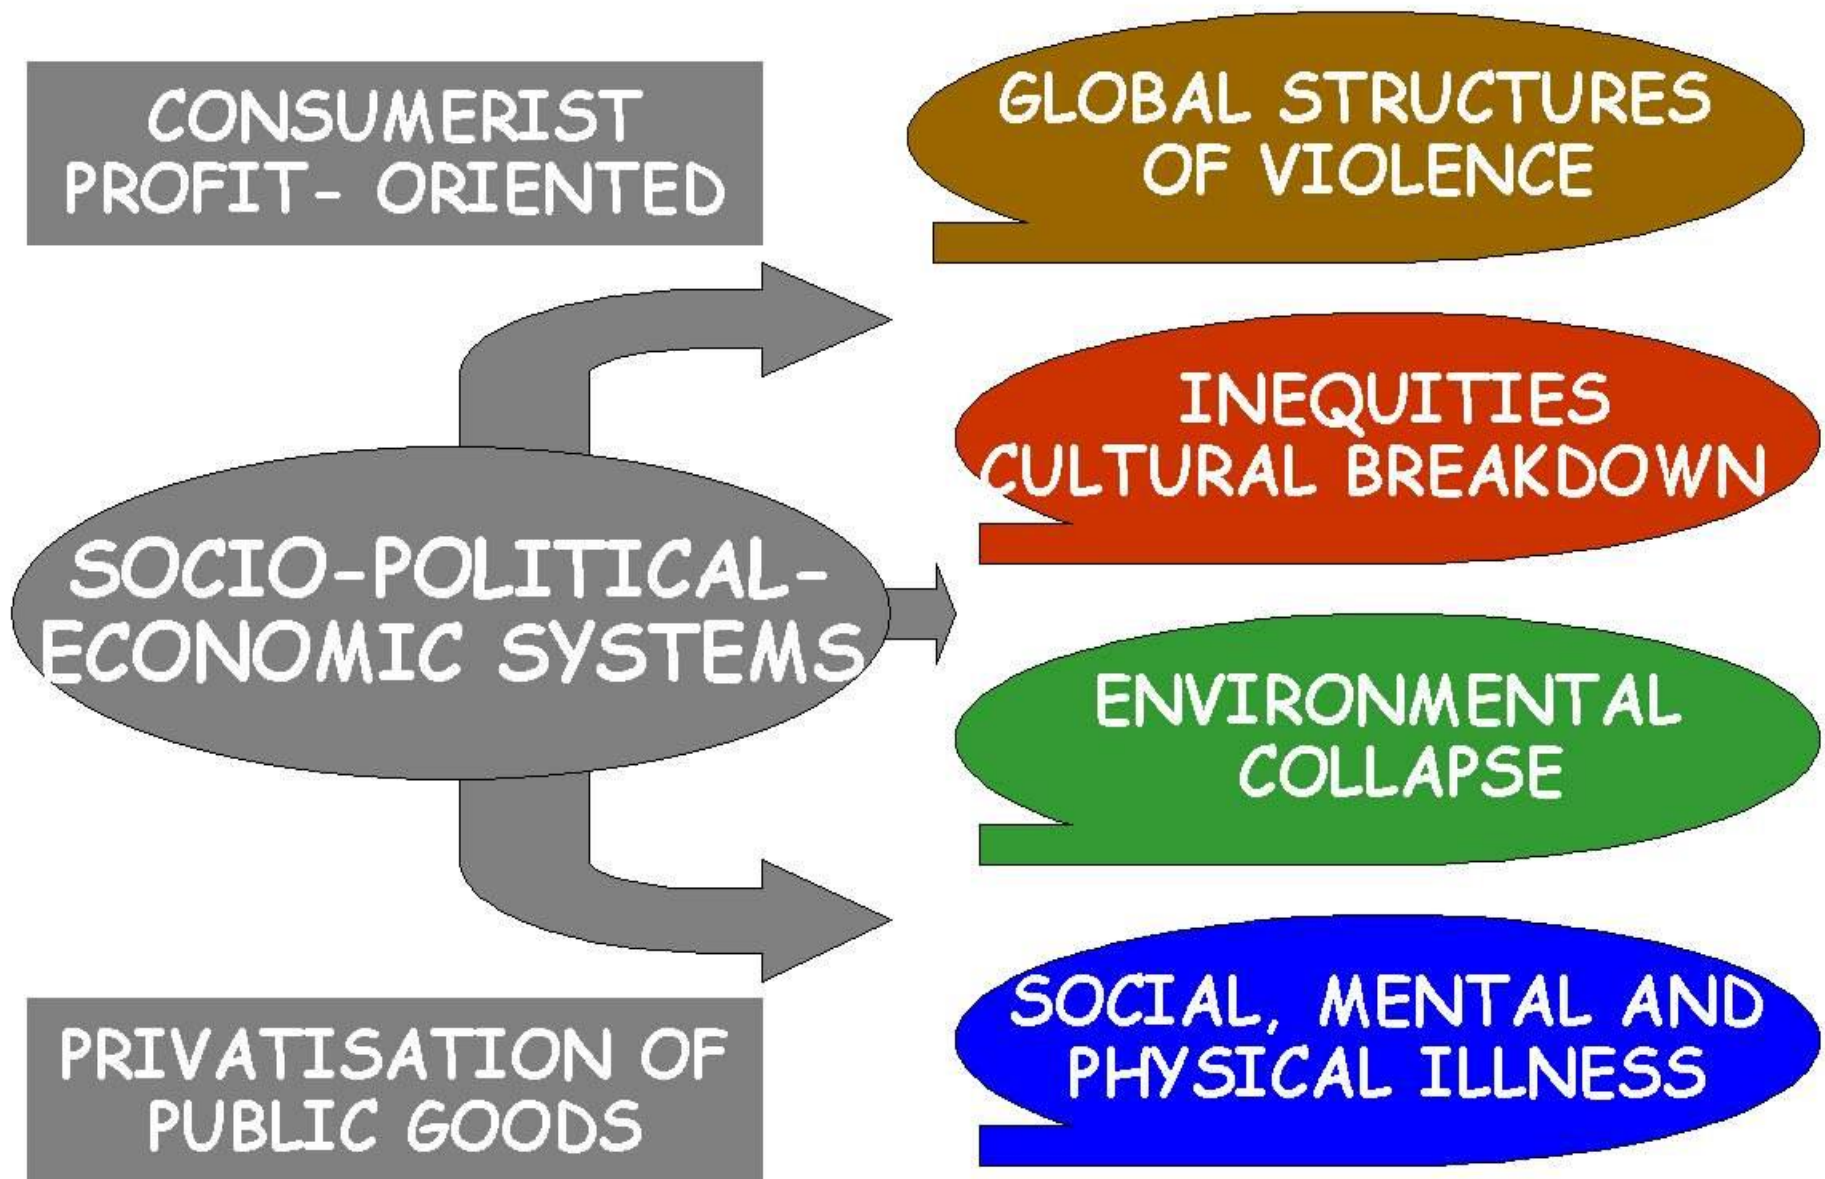 CONSUMERIST
PROFIT- ORIENTED
SOCIO-POLITICAL-
ECONOMIC SYSTEMS
PRIVATISATION OF
PUBLIC GOODS
GLOBAL STRUCTURES
OF VIOLENCE
INEQUITIES
CULTURAL BREAKDOWN
ENVIRONMENTAL
COLLAPSE
SOCIAL, MENTAL AND
PHYSICAL ILLNESS